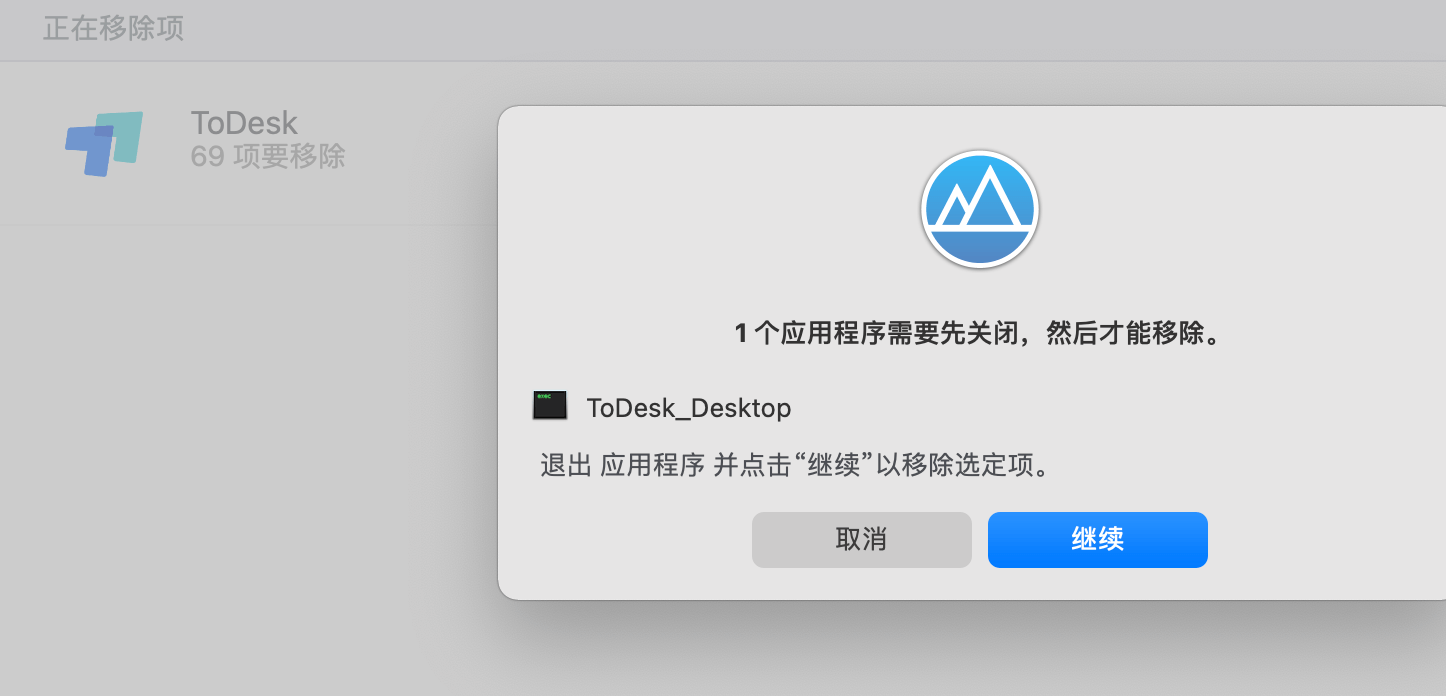 正在移除项
ToDesk
69 项要移除
1 个应用程序需要先关闭，然后才能移除。
exec
ToDesk_Desktop
退出 应用程序 并点击“继续”以移除选定项。
取消
继续